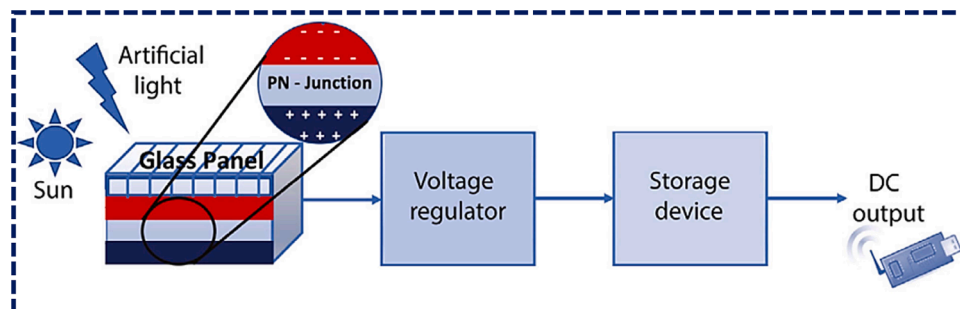 Artificial
light
Sun
Glass Panel
- - -
- - - - -
PN - Junction
+ + + + +
+ + +
Voltage
regulator
Storage
device
DC
output